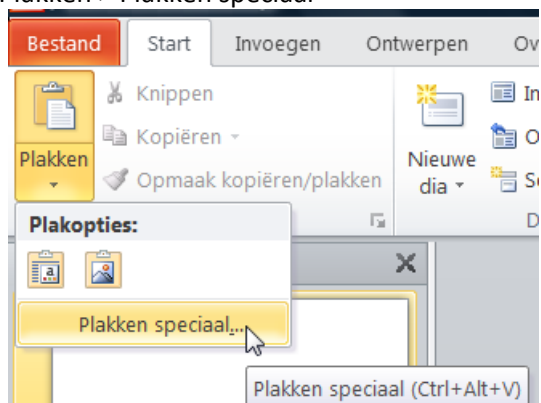 Plakken > Plakken speciaal
Bestand Start Invoegen Ontwerpen
Knippen
Kopiëren
Plakken
Opmaak kopiëren/plakken
Nieuwe
dia
Plakopties:
Plakken speciaal...
Plakken speciaal (Ctrl+Alt+V)